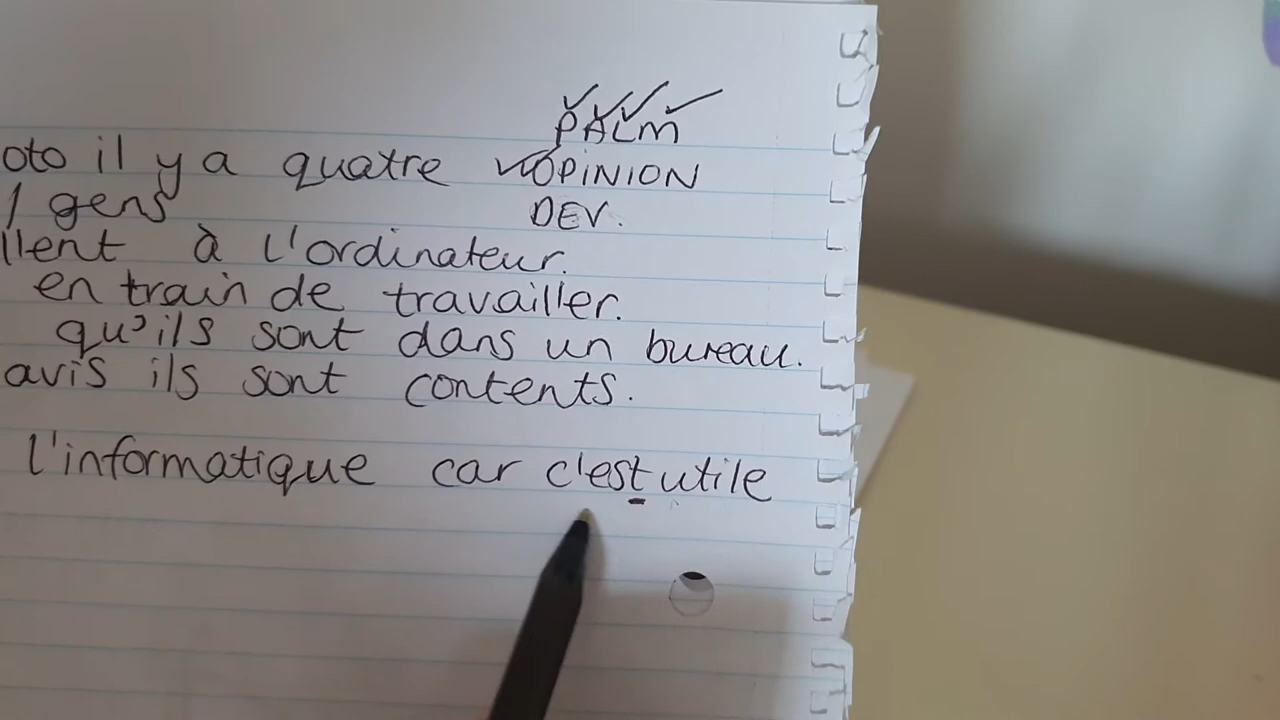 PALM
oto il y a quatre OPINION
gens
DEV.
llent à l'ordinateur.
en train de travailler.
qu'ils sont dans un bureau.
avis ils sont contents.
l'informatique car c'est utile